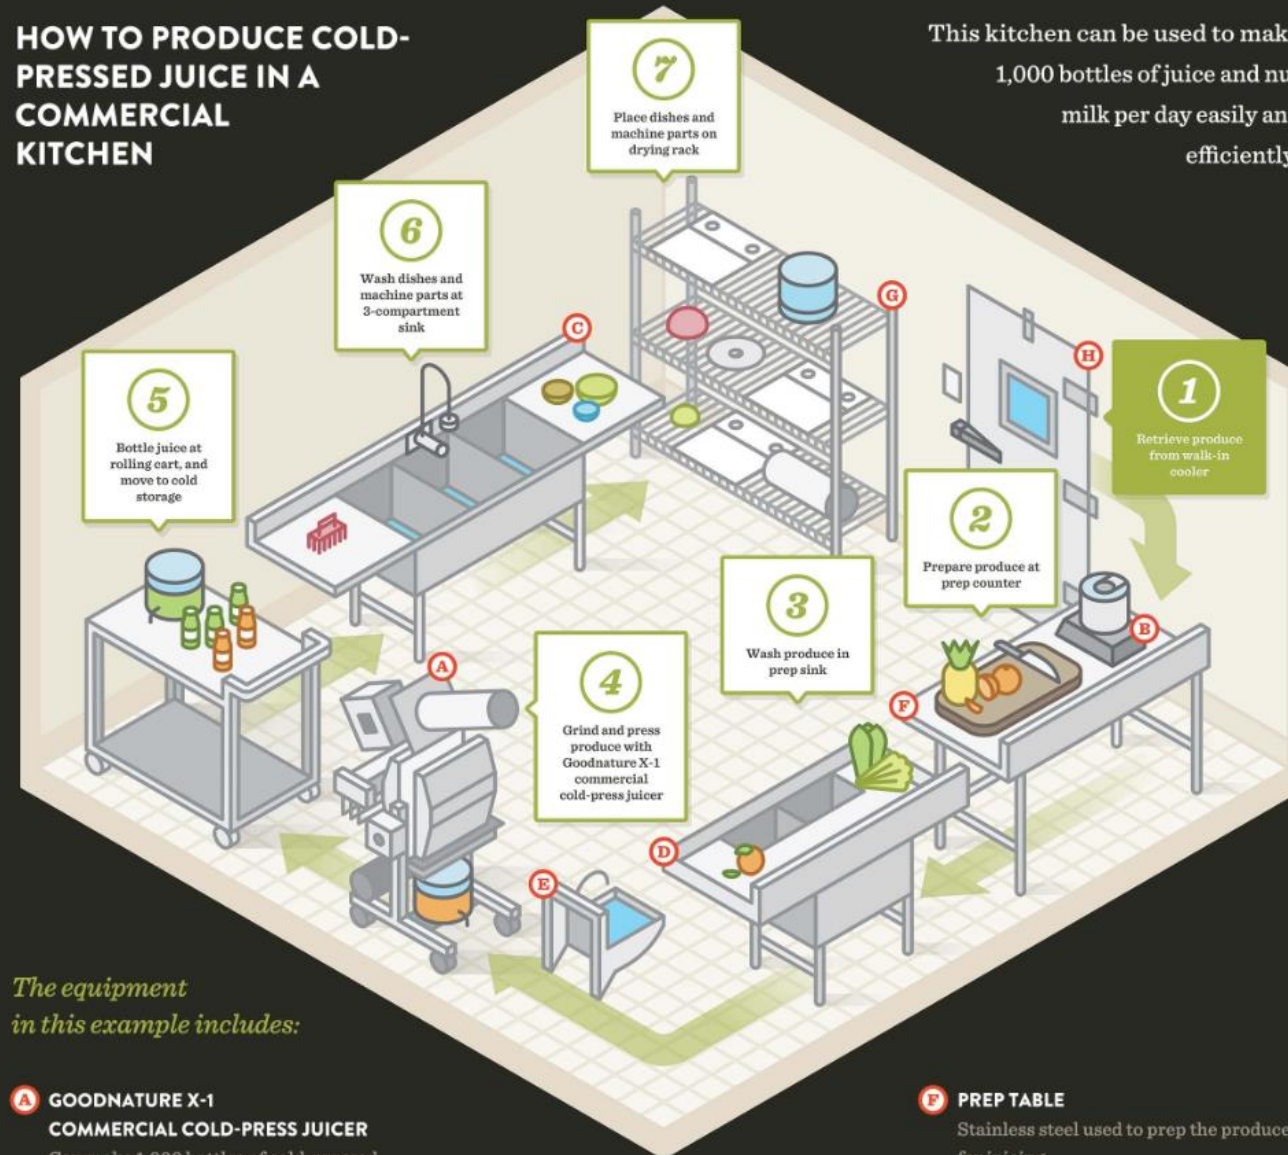 HOW TO PRODUCE COLD-
PRESSED JUICE IN A
COMMERCIAL
KITCHEN
This kitchen can be used to mak
1,000 bottles of juice and nu
milk per day easily an
efficiently
7
Place dishes and
machine parts on
drying rack
6
Wash dishes and
machine parts at
3-compartment
sink
5
Bottle juice at
rolling cart, and
move to cold
storage
C
G
H
1
Retrieve produce
from walk-in
cooler
2
Prepare produce at
prep counter
3
Wash produce in
prep sink
B
A
4
Grind and press
produce with
Goodnature X-1
commercial
cold-press juicer
F
D
E
The equipment
in this example includes:
A GOODNATURE X-1
COMMERCIAL COLD-PRESS JUICER
F PREP TABLE
Stainless steel used to prep the produce